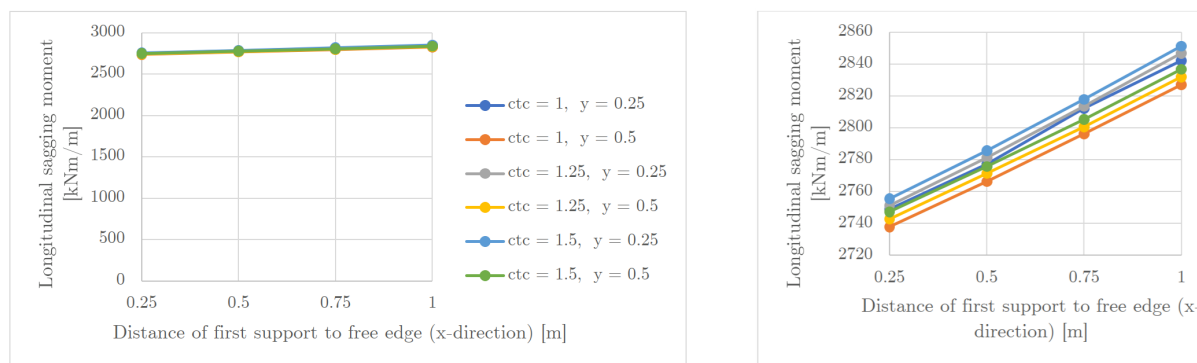 3000
2500
2000
1500
1000
500
0
0.25 0.5 0.75 1
Longitudinal sagging moment
[kNm/m]
Distance of first support to free edge (x-direction) [m]
ctc = 1, y = 0.25
ctc = 1, y = 0.5
ctc = 1.25, y = 0.25
ctc = 1.25, y = 0.5
ctc = 1.5, y = 0.25
ctc = 1.5, y = 0.5
2860
2840
2820
2800
2780
2760
2740
2720
0.25 0.5 0.75 1
Longitudinal sagging moment
[kNm/m]
Distance of first support to free edge (x-
direction) [m]